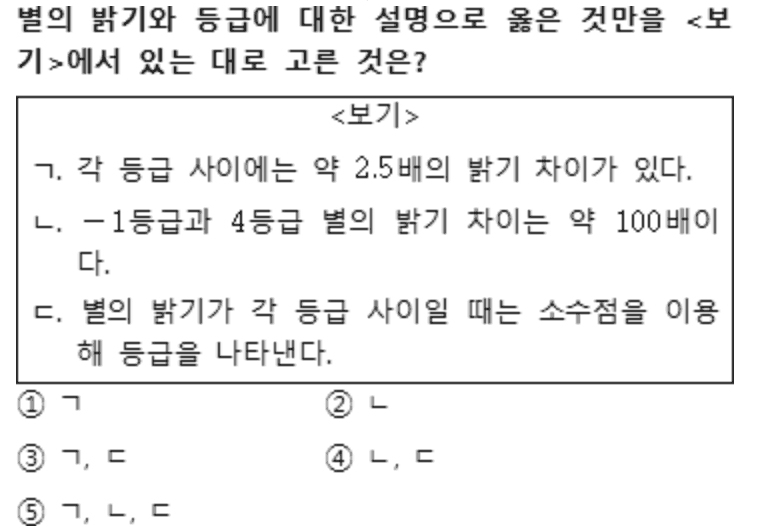 별의 밝기와 등급에 대한 설명으로 옳은 것만을 <보
기>에서 있는 대로 고른 것은?
<보기>
ㄱ. 각 등급 사이에는 약 2.5배의 밝기 차이가 있다.
ㄴ. -1등급과 4등급 별의 밝기 차이는 약 100배이
다.
ㄷ. 별의 밝기가 각 등급 사이일 때는 소수점을 이용
해 등급을 나타낸다.
① ㄱ ② ㄴ
③ ㄱ, ㄷ ④ ㄴ, ㄷ
⑤ ㄱ, ㄴ, ㄷ